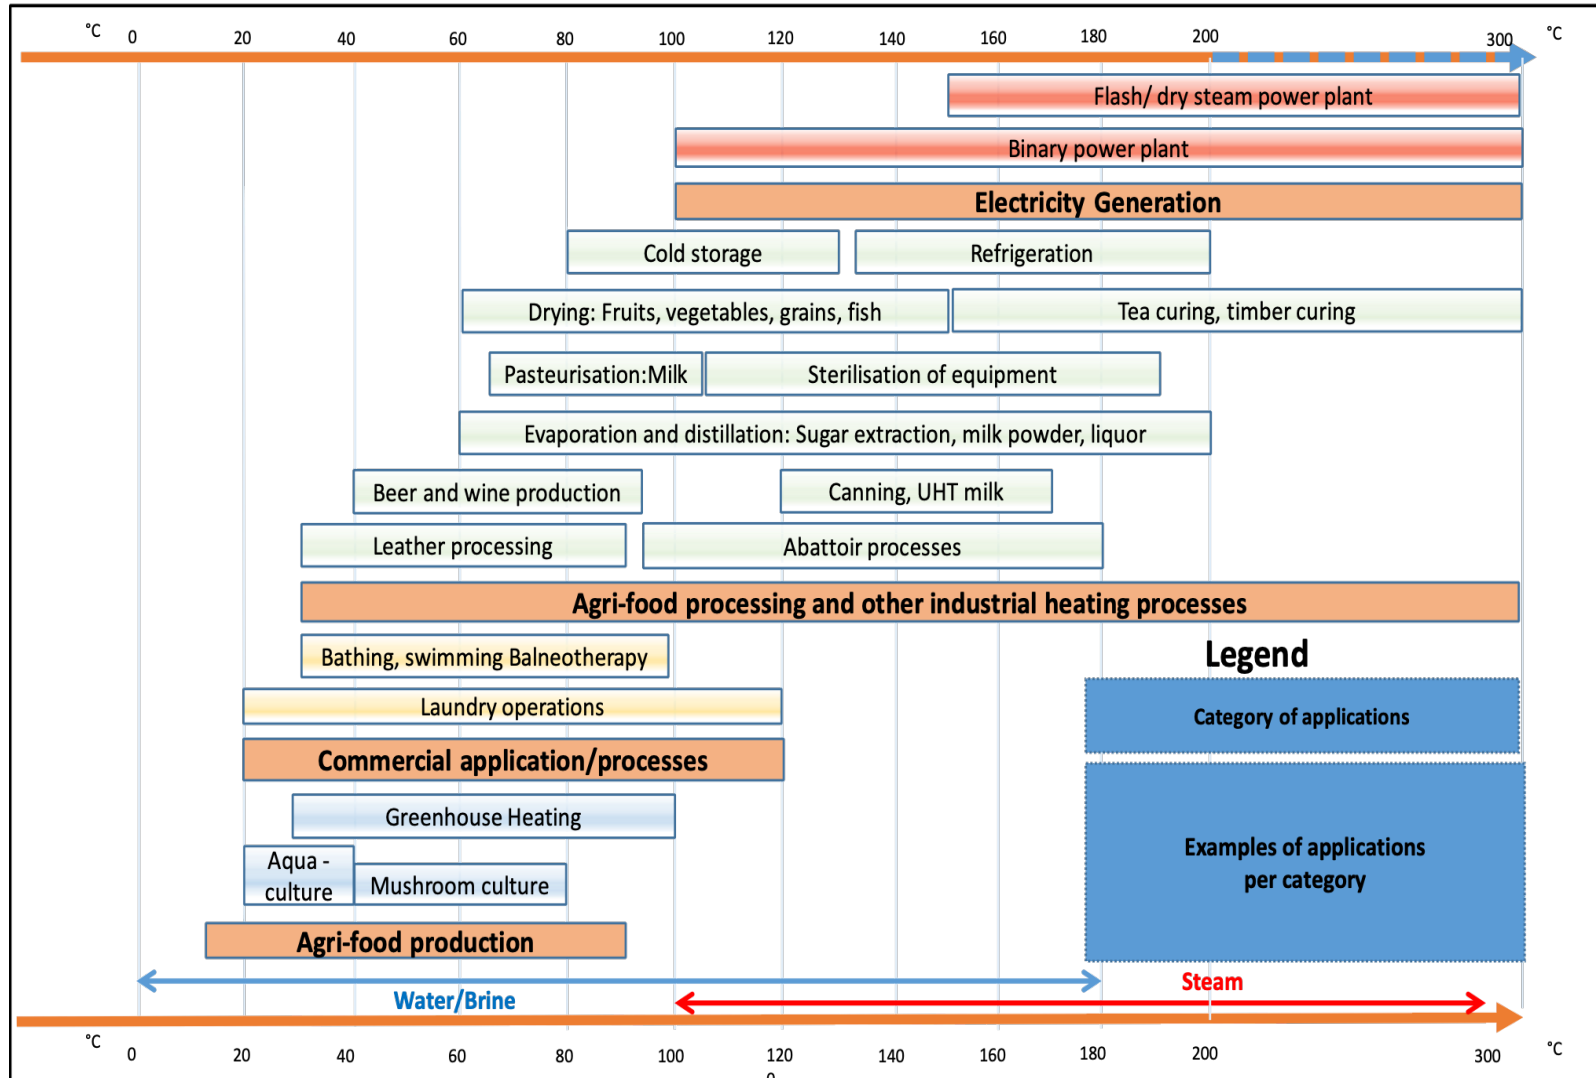 °C 0 20 40 60 80 100 120 140 160 180 200 300 °C
Flash/ dry steam power plant
Binary power plant
Electricity Generation
Cold storage
Refrigeration
Drying: Fruits, vegetables, grains, fish
Tea curing, timber curing
Pasteurisation:Milk
Sterilisation of equipment
Evaporation and distillation: Sugar extraction, milk powder, liquor
Beer and wine production
Canning, UHT milk
Leather processing
Abattoir processes
Agri-food processing and other industrial heating processes
Bathing, swimming Balneotherapy
Legend
Laundry operations
Category of applications
Commercial application/processes
Greenhouse Heating
Examples of applications
per category
Aqua -
culture
Mushroom culture
Agri-food production
Water/Brine
Steam
°C 0 20 40 60 80 100 120 140 160 180 200 300 °C